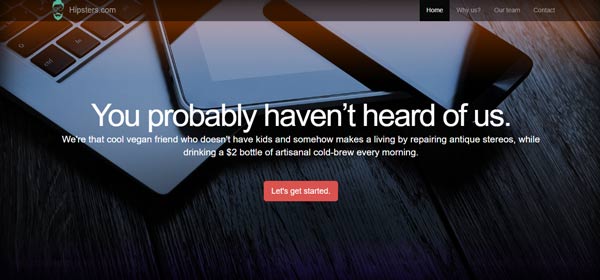 Hipsters.com
Home Why us? Our team Contact
You probably haven’t heard of us.
We're that cool vegan friend who doesn't have kids and somehow makes a living by repairing antique stereos, while
drinking a $2 bottle of artisanal cold-brew every morning.
Let's get started.